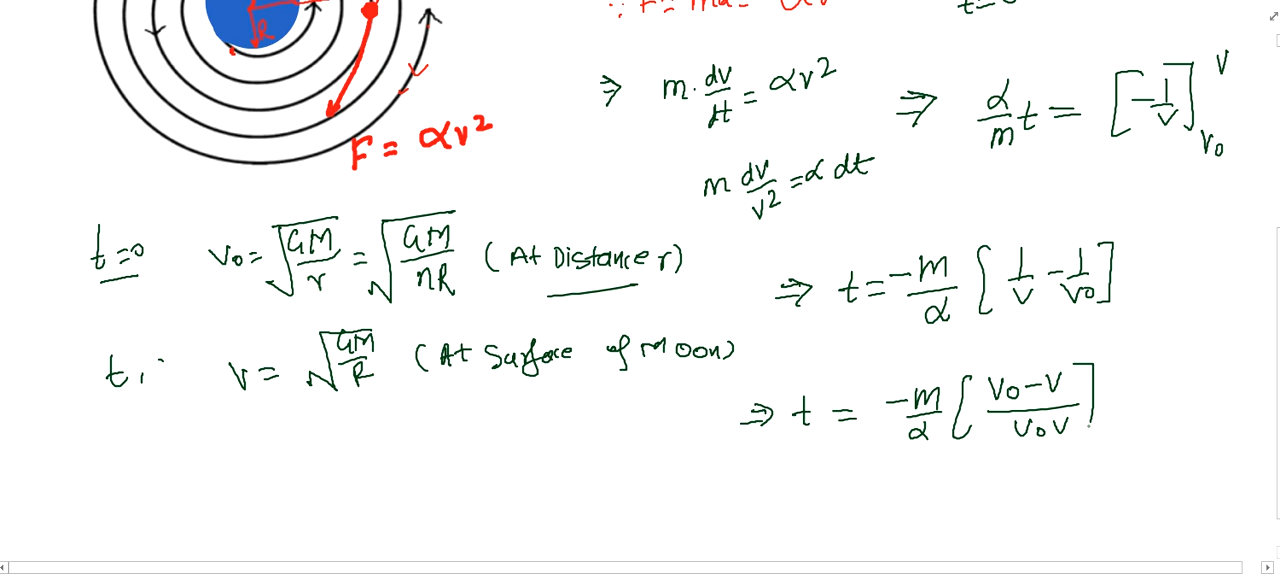 R
F = αv²
⇒ m. dv/dt = αv²
⇒ α/m t = [-1/v]
v
v₀
m dv/v² = α dt
t=0 v₀ = √(GM/r) = √(GM/nR) (At Distance r)
⇒ t = -m/α [1/v - 1/v₀]
t, v = √(GM/R) (At Surface of Moon)
⇒ t = -m/α [(v₀ - v)/(v₀v)]